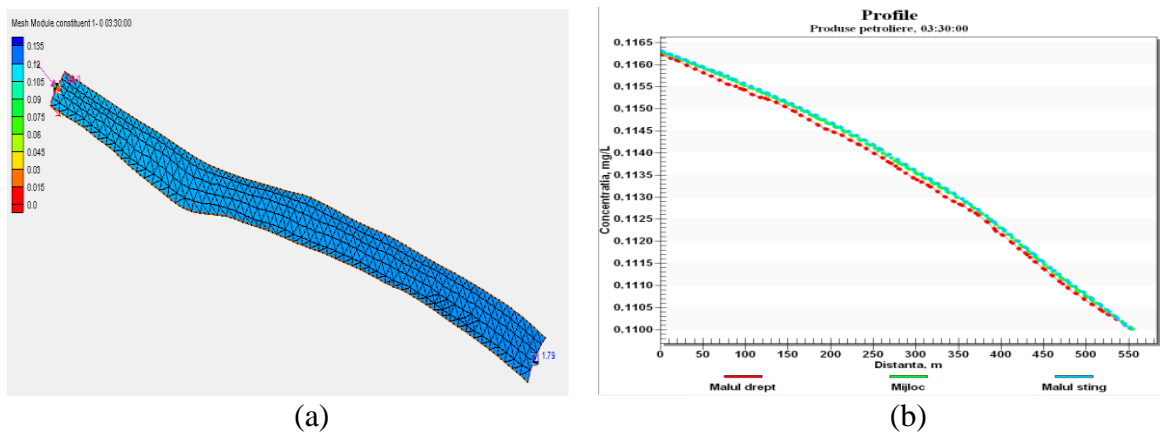 Mesh Module constituent 1- 0 03:30:00
0.135
0.12
0.105
0.09
0.075
0.06
0.045
0.03
0.015
0.0
1.76
(a)
Profile
Produse petroliere, 03:30:00
Concentratia, mg/L
0.1165
0.1160
0.1155
0.1150
0.1145
0.1140
0.1135
0.1130
0.1125
0.1120
0.1115
0.1110
0.1105
0.1100
0 50 100 150 200 250 300 350 400 450 500 550
Distanta, m
Malul drept Mijloc Malul sting
(b)